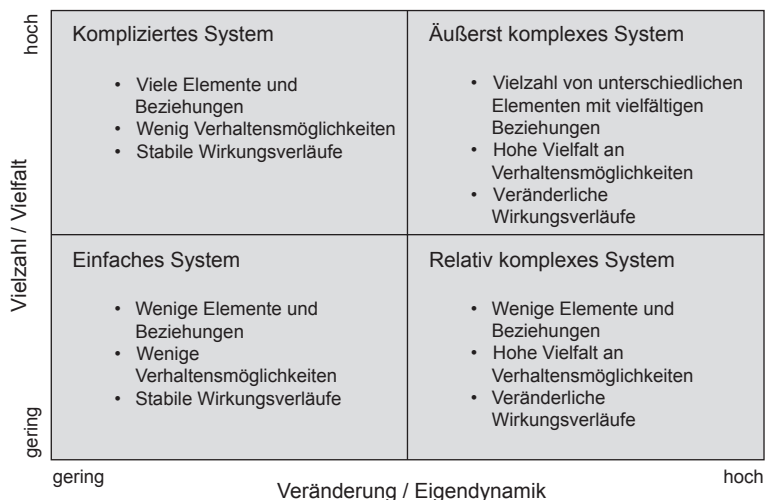 hoch
Vielzahl / Vielfalt
gering
Kompliziertes System
• Viele Elemente und
Beziehungen
• Wenig Verhaltensmöglichkeiten
• Stabile Wirkungsverläufe
Äußerst komplexes System
• Vielzahl von unterschiedlichen
Elementen mit vielfältigen
Beziehungen
• Hohe Vielfalt an
Verhaltensmöglichkeiten
• Veränderliche
Wirkungsverläufe
Einfaches System
• Wenige Elemente und
Beziehungen
• Wenige
Verhaltensmöglichkeiten
• Stabile Wirkungsverläufe
Relativ komplexes System
• Wenige Elemente und
Beziehungen
• Hohe Vielfalt an
Verhaltensmöglichkeiten
• Veränderliche
Wirkungsverläufe
gering
Veränderung / Eigendynamik
hoch